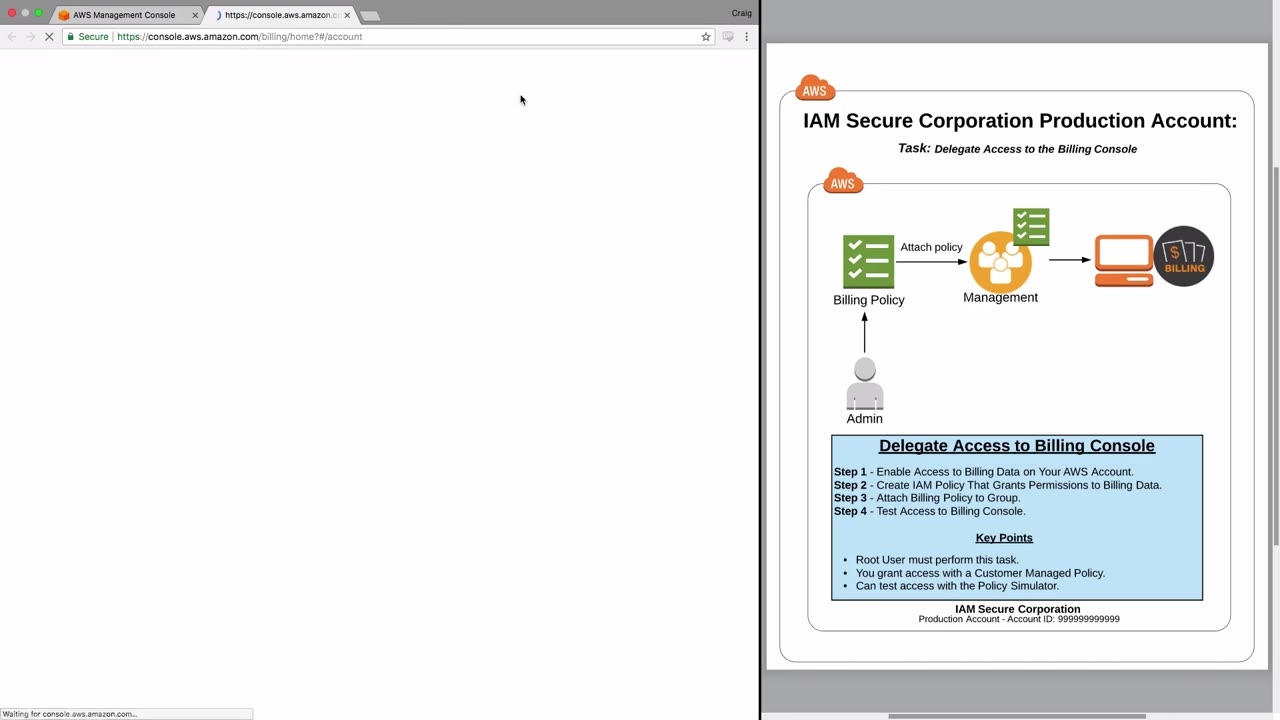 AWS Management Console
https://console.aws.amazon.co
Craig
Secure
https://console.aws.amazon.com/billing/home?#/account
AWS
IAM Secure Corporation Production Account:
Task: Delegate Access to the Billing Console
AWS
Attach policy
$
BILLING
Billing Policy
Management
Admin
Delegate Access to Billing Console
Step 1 - Enable Access to Billing Data on Your AWS Account.
Step 2 - Create IAM Policy That Grants Permissions to Billing Data.
Step 3 - Attach Billing Policy to Group.
Step 4 - Test Access to Billing Console.
Key Points
• Root User must perform this task.
• You grant access with a Customer Managed Policy.
• Can test access with the Policy Simulator.
IAM Secure Corporation
Production Account - Account ID: 999999999999
Waiting for console.aws.amazon.com...